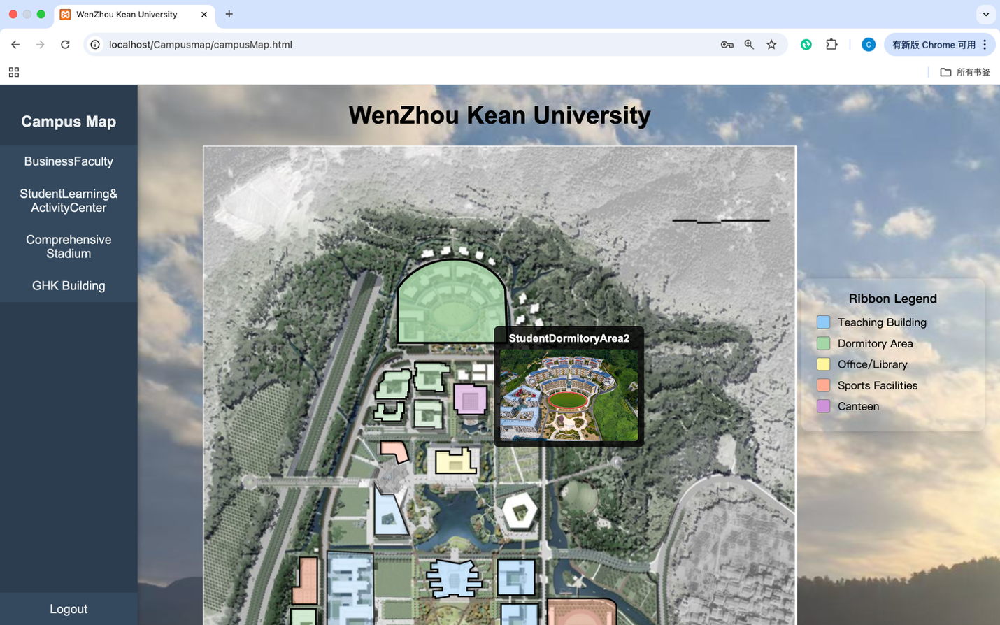 WenZhou Kean University
localhost/Campusmap/campusMap.html
C
有新版 Chrome 可用
所有书签
Campus Map
BusinessFaculty
StudentLearning&
ActivityCenter
Comprehensive
Stadium
GHK Building
Logout
WenZhou Kean University
StudentDormitoryArea2
Ribbon Legend
Teaching Building
Dormitory Area
Office/Library
Sports Facilities
Canteen